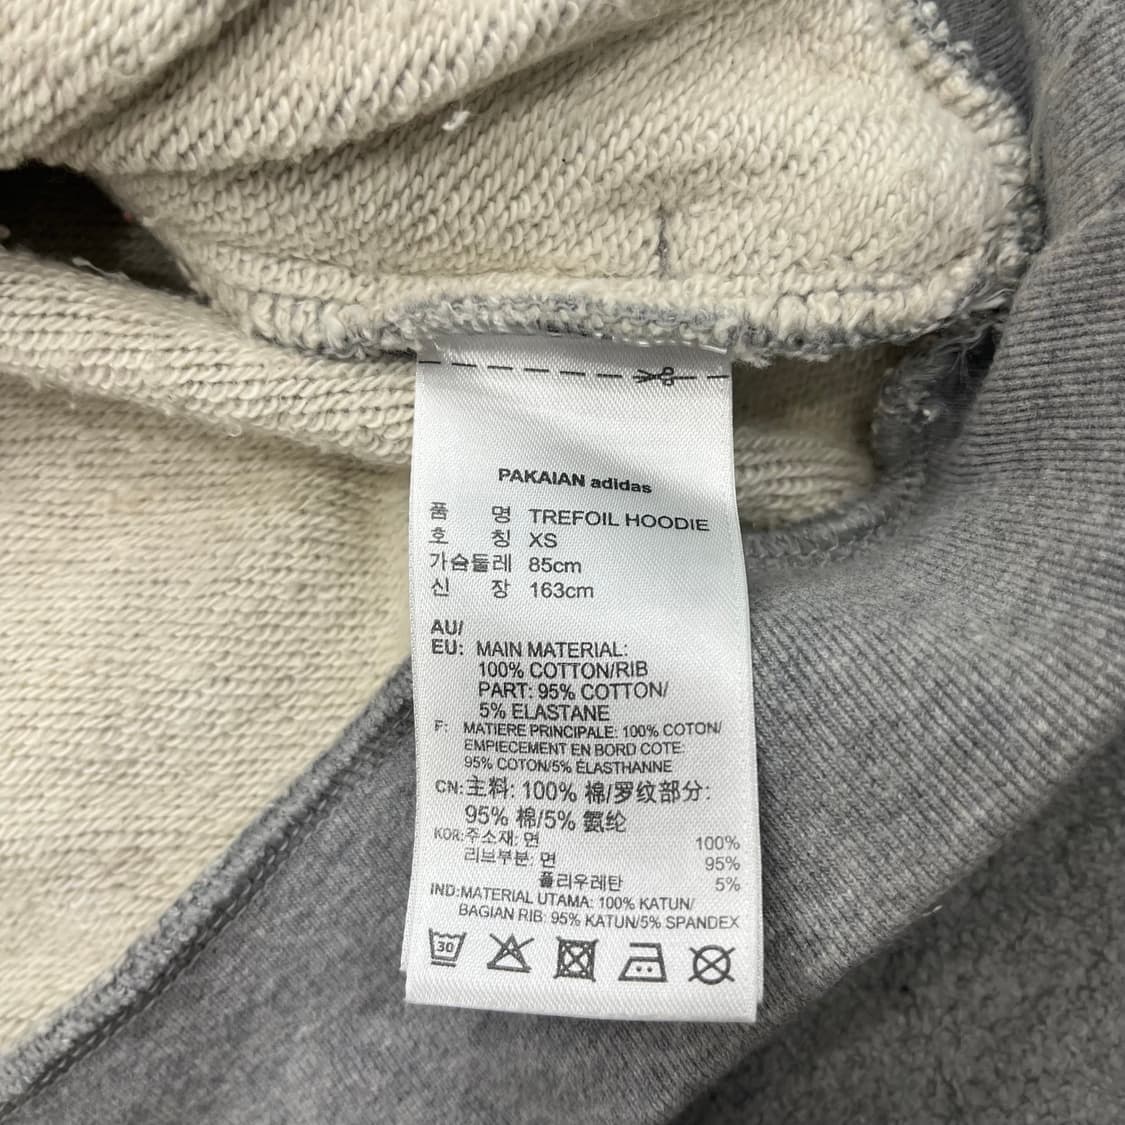 PAKAIAN adidas
품 명 TREFOIL HOODIE
호 칭 XS
가슴둘레 85cm
신 장 163cm
AU/
EU: MAIN MATERIAL:
100% COTTON/RIB
PART: 95% COTTON/
5% ELASTANE
F: MATIERE PRINCIPALE: 100% COTON/
EMPIECEMENT EN BORD COTE:
95% COTON/5% ÉLASTHANNE
CN: 主料: 100% 棉/罗纹部分:
95% 棉/5% 氨纶
KOR: 주소재: 면 100%
리브부분: 면 95%
폴리우레탄 5%
IND: MATERIAL UTAMA: 100% KATUN/
BAGIAN RIB: 95% KATUN/5% SPANDEX
30